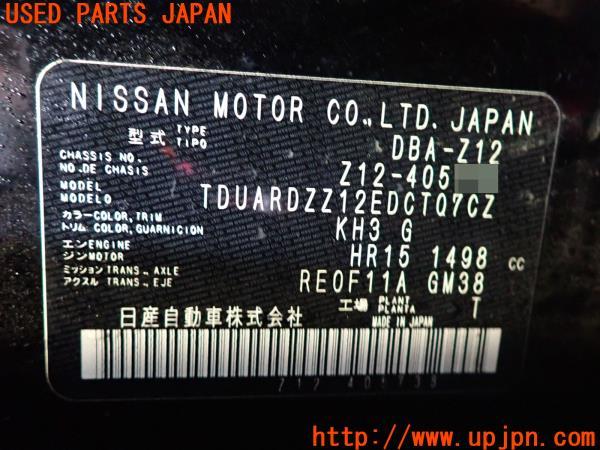 USED PARTS JAPAN
NISSAN MOTOR CO.,LTD. JAPAN
型式 TYPE TIPO DBA-Z12
CHASSIS NO. NO.DE CHASIS Z12-405
MODEL MODELO TDUARDZZ12EDCTQ7CZ
カラー COLOR,TRIM トリム COLOR,GUARNICION KH3 G
エンジン ENGINE MOTOR HR15 1498 CC
ミッション TRANS., AXLE アクスル TRANS., EJE RE0F11A GM38
工場 PLANT PLANTA T
日産自動車株式会社 MADE IN JAPAN
http://www.upjpn.com/